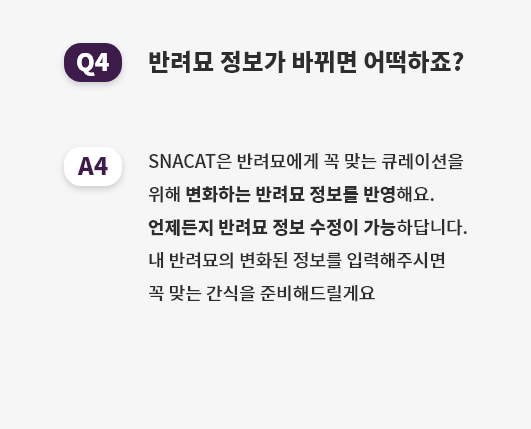 Q4 반려묘 정보가 바뀌면 어떡하죠?
A4 SNACAT은 반려묘에게 꼭 맞는 큐레이션을
위해 변화하는 반려묘 정보를 반영해요.
언제든지 반려묘 정보 수정이 가능하답니다.
내 반려묘의 변화된 정보를 입력해주시면
꼭 맞는 간식을 준비해드릴게요